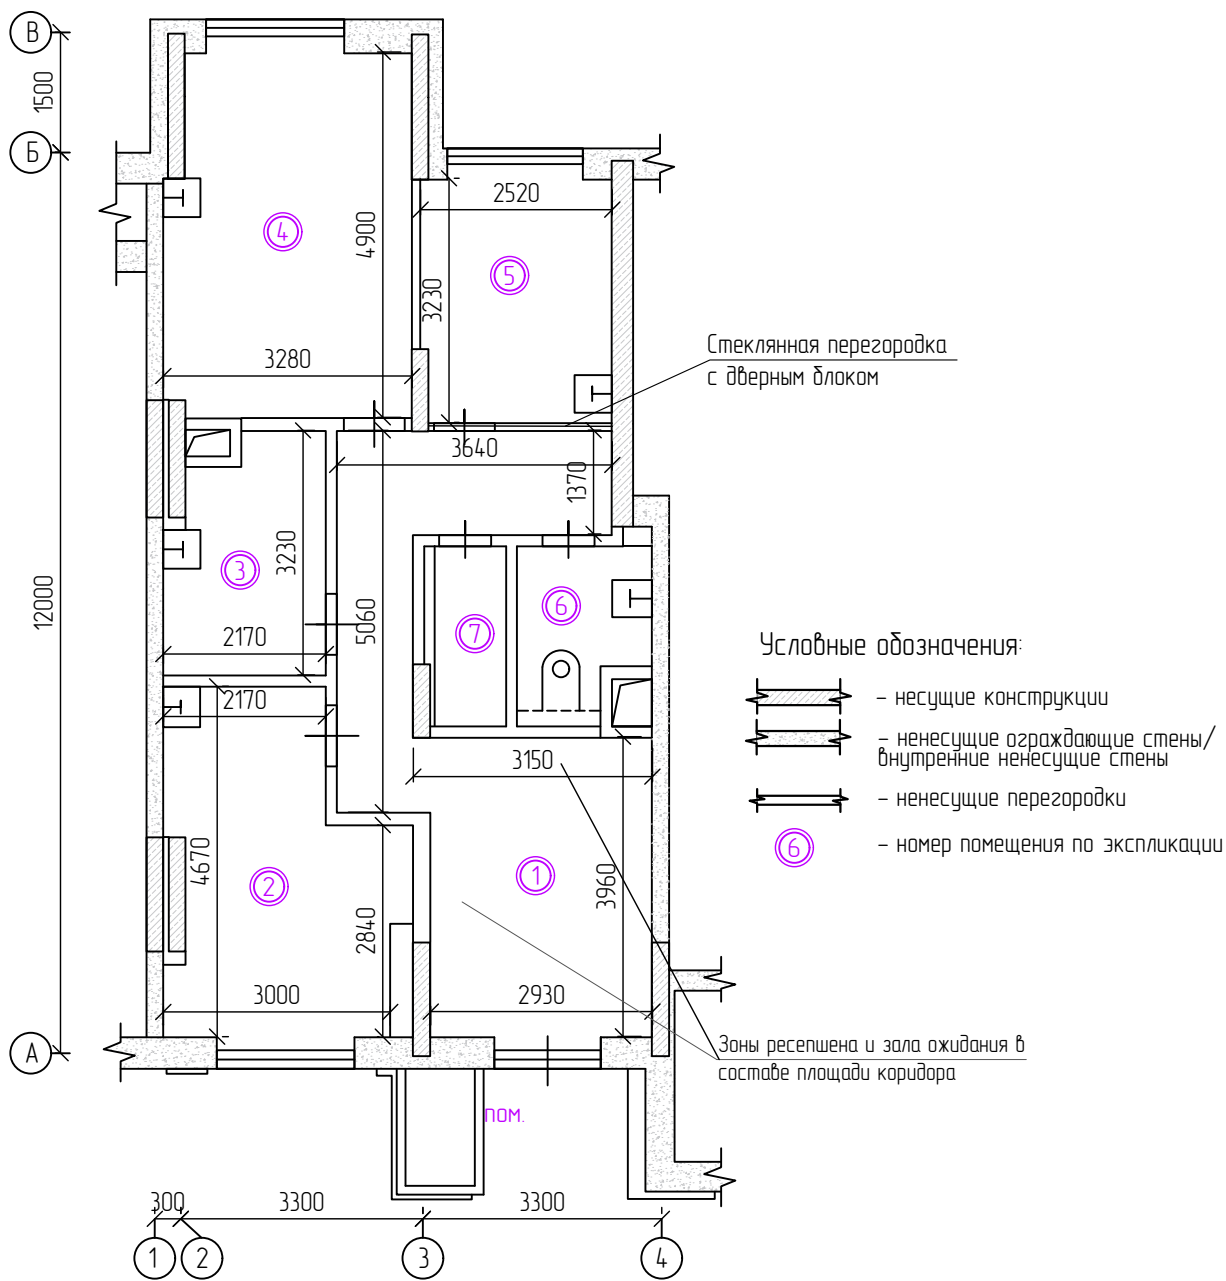 В
1500
Б
2520
4
4900
5
3230
Стеклянная перегородка
3280
с дверным блоком
3640
1370
3230
3
12000
5060
6
7
2170
Условные обозначения:
2170
– несущие конструкции
– ненесущие ограждающие стены/
внутренние ненесущие стены
3150
– ненесущие перегородки
6
– номер помещения по экспликации
4670
2
1
3960
2840
3000
2930
А
Зоны ресепшена и зала ожидания в
составе площади коридора
пом.
300
3300
3300
1
2
3
4